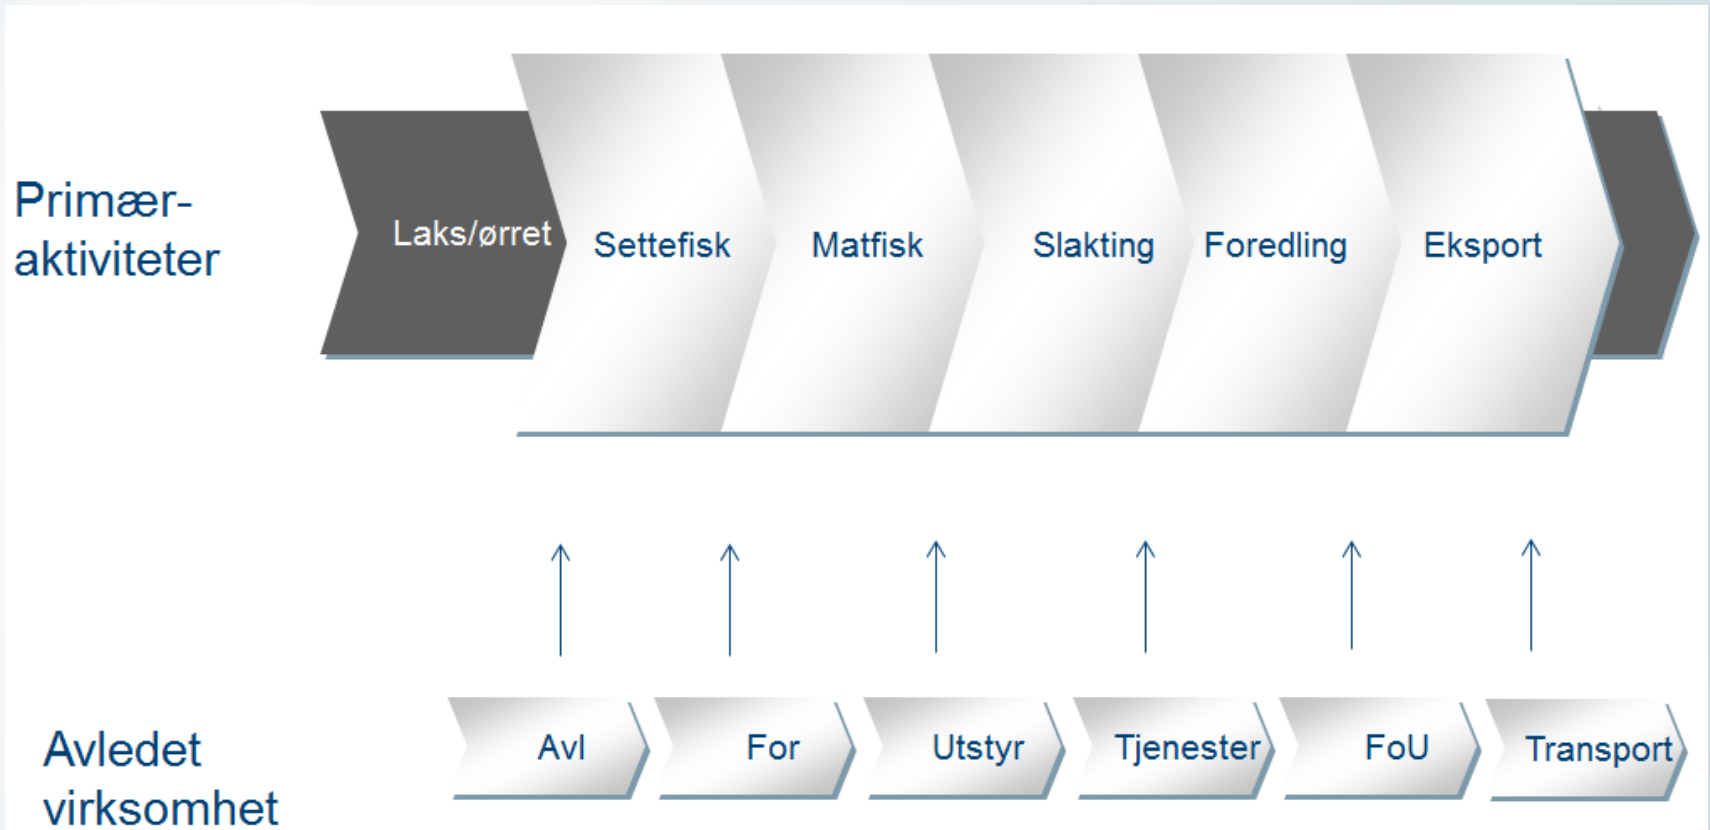 Primær-
aktiviteter
Laks/ørret
Settefisk
Matfisk
Slakting
Foredling
Eksport
Avledet
virksomhet
Avl
For
Utstyr
Tjenester
FoU
Transport